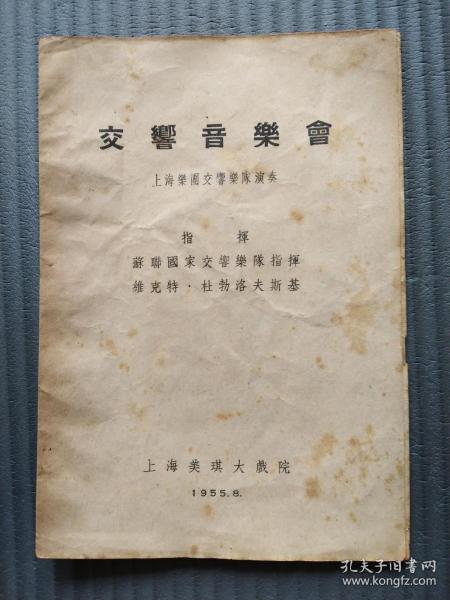 交響音樂會
上海樂團交響樂隊演奏
指揮
蘇聯國家交響樂隊指揮
維克特·杜勃洛夫斯基
上海美琪大戲院
1955.8.
孔夫子旧书网
www.kongfz.com